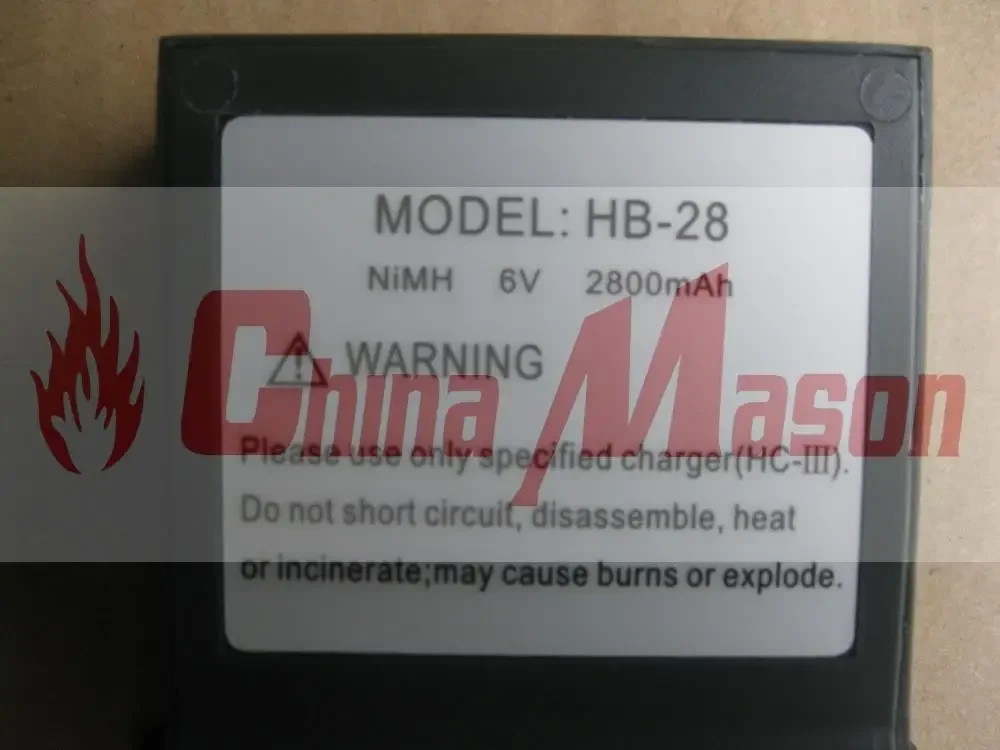 MODEL: HB-28
NiMH 6V 2800mAh
⚠ WARNING
China Mason
Please use only specified charger(HC-III).
Do not short circuit, disassemble, heat
or incinerate;may cause burns or explode.